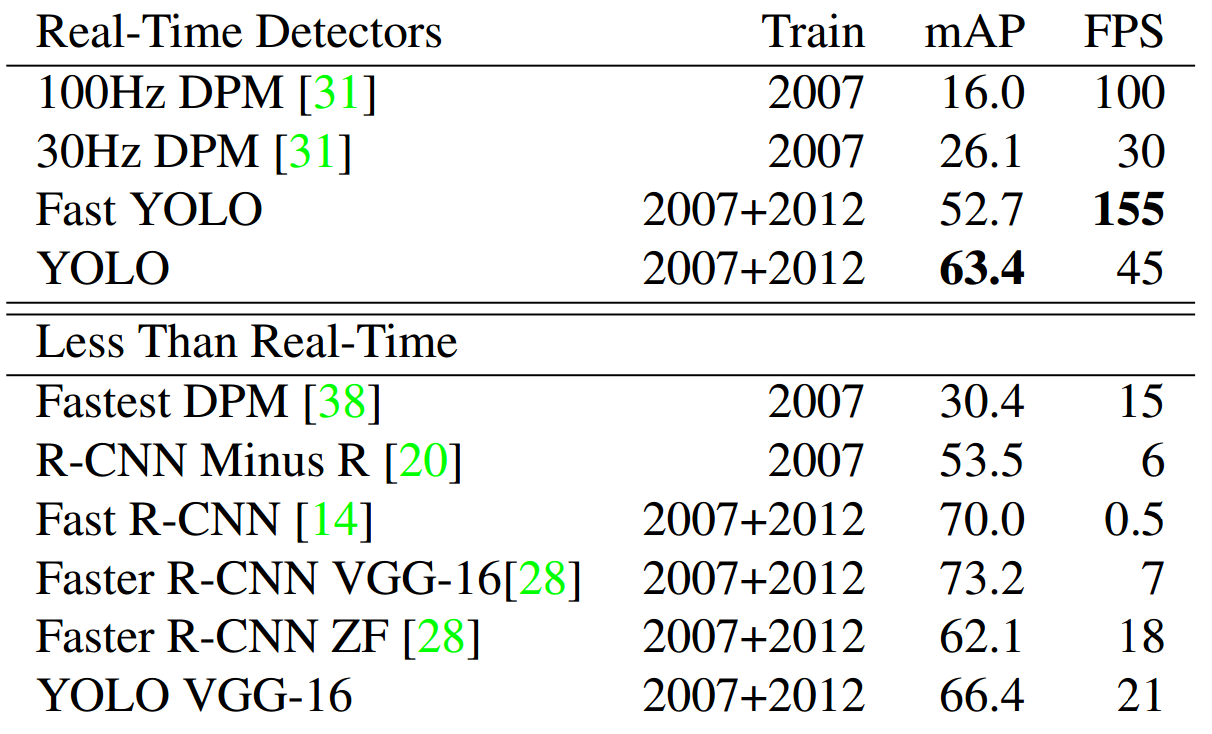 Real-Time Detectors Train mAP FPS
100Hz DPM [31] 2007 16.0 100
30Hz DPM [31] 2007 26.1 30
Fast YOLO 2007+2012 52.7 155
YOLO 2007+2012 63.4 45
Less Than Real-Time
Fastest DPM [38] 2007 30.4 15
R-CNN Minus R [20] 2007 53.5 6
Fast R-CNN [14] 2007+2012 70.0 0.5
Faster R-CNN VGG-16[28] 2007+2012 73.2 7
Faster R-CNN ZF [28] 2007+2012 62.1 18
YOLO VGG-16 2007+2012 66.4 21